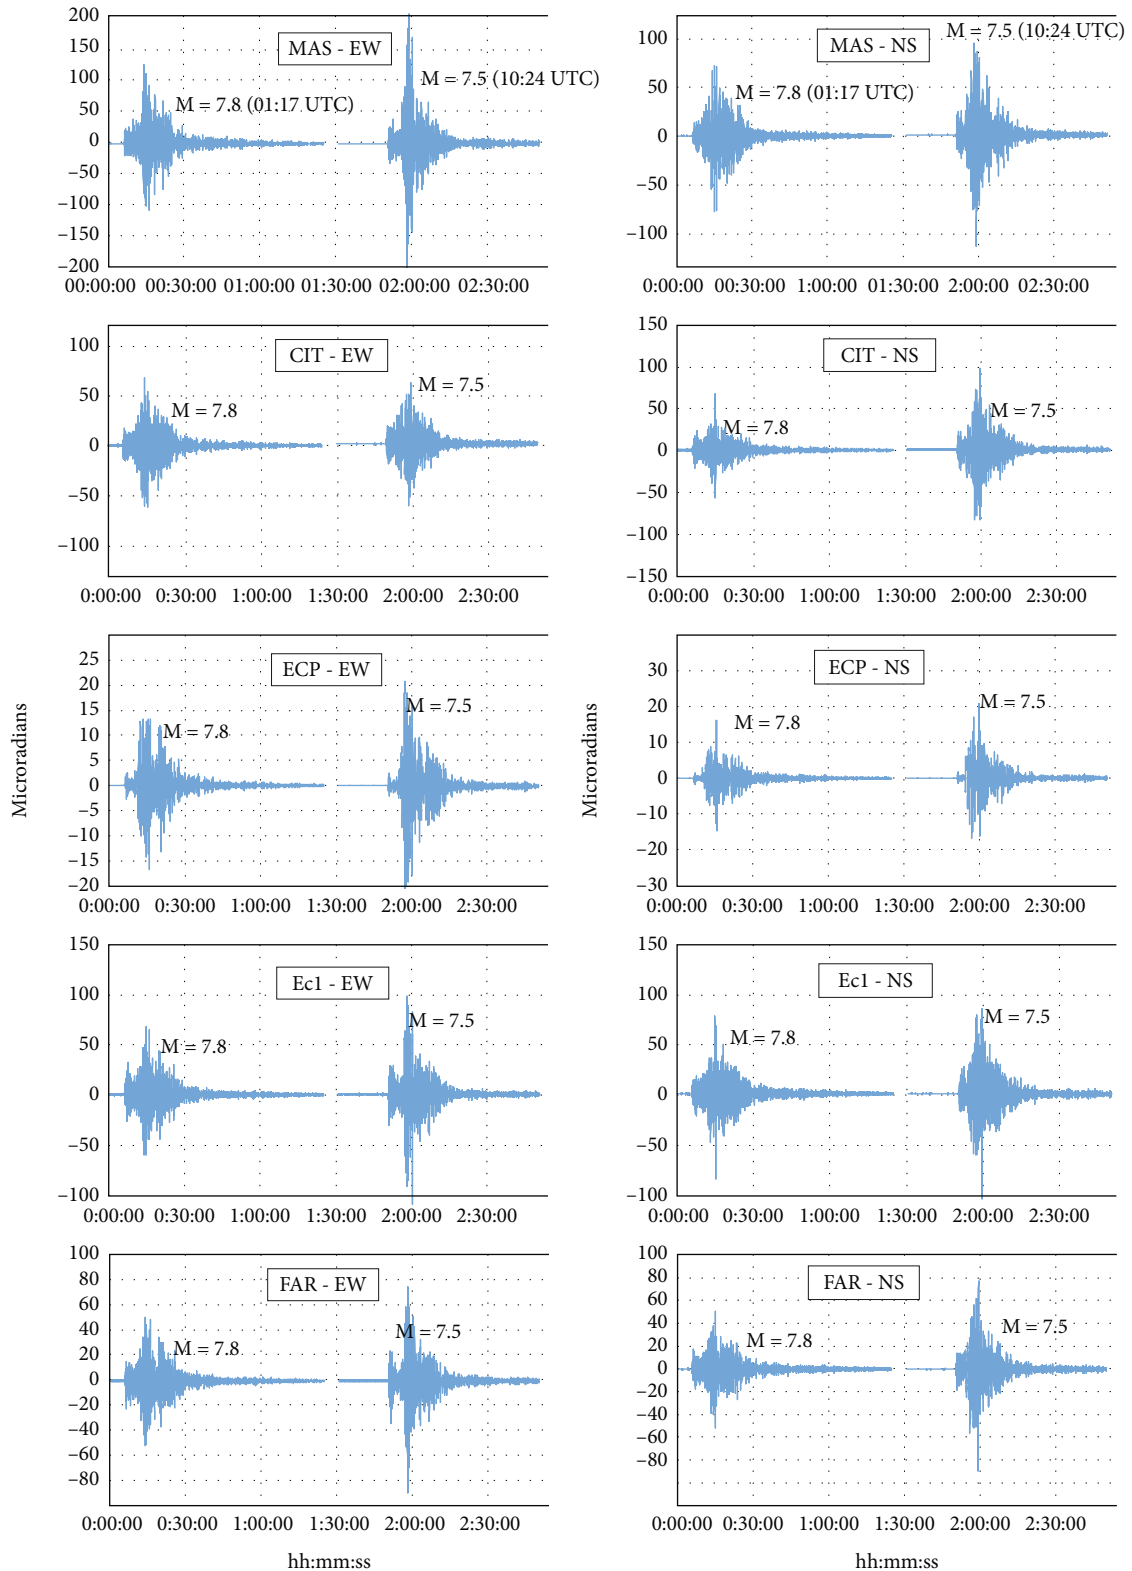 200
150
100
50
0
−50
−100
−150
−200
MAS - EW
M = 7.8 (01:17 UTC)
M = 7.5 (10:24 UTC)
00:00:00 00:30:00 01:00:00 01:30:00 02:00:00 02:30:00
100
50
0
−50
−100
MAS - NS
M = 7.8 (01:17 UTC)
M = 7.5 (10:24 UTC)
0:00:00 00:30:00 1:00:00 01:30:00 2:00:00 02:30:00
100
50
0
−50
−100
CIT - EW
M = 7.8
M = 7.5
0:00:00 0:30:00 1:00:00 1:30:00 2:00:00 2:30:00
150
100
50
0
−50
−100
−150
CIT - NS
M = 7.8
M = 7.5
0:00:00 0:30:00 1:00:00 1:30:00 2:00:00 2:30:00
Microradians
25
20
15
10
5
0
−5
−10
−15
−20
ECP - EW
M = 7.8
M = 7.5
0:00:00 0:30:00 1:00:00 1:30:00 2:00:00 2:30:00
Microradians
30
20
10
0
−10
−20
−30
ECP - NS
M = 7.8
M = 7.5
0:00:00 0:30:00 1:00:00 1:30:00 2:00:00 2:30:00
150
100
50
0
−50
−100
Ec1 - EW
M = 7.8
M = 7.5
0:00:00 0:30:00 1:00:00 1:30:00 2:00:00 2:30:00
150
100
50
0
−50
−100
Ec1 - NS
M = 7.8
M = 7.5
0:00:00 0:30:00 1:00:00 1:30:00 2:00:00 2:30:00
100
80
60
40
20
0
−20
−40
−60
−80
FAR - EW
M = 7.8
M = 7.5
0:00:00 0:30:00 1:00:00 1:30:00 2:00:00 2:30:00
hh:mm:ss
100
80
60
40
20
0
−20
−40
−60
−80
FAR - NS
M = 7.8
M = 7.5
0:00:00 0:30:00 1:00:00 1:30:00 2:00:00 2:30:00
hh:mm:ss